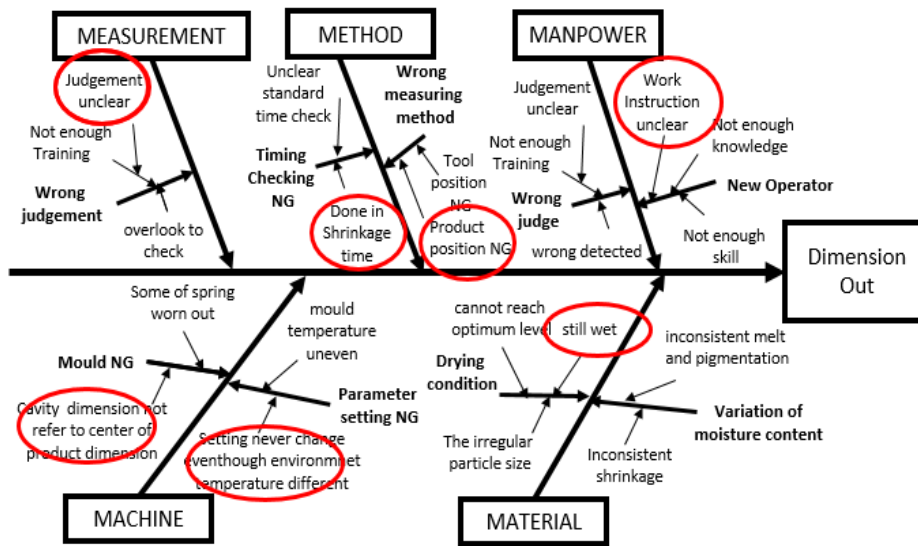 MEASUREMENT
METHOD
MANPOWER
Judgement
unclear
Not enough
Training
Wrong
judgement
overlook to
check
Unclear
standard
time check
Wrong
measuring
method
Timing
Checking
NG
Tool
position
NG
Done in
Shrinkage
time
Product
position NG
Judgement
unclear
Not enough
Training
Wrong
judge
wrong detected
Work
Instruction
unclear
Not enough
knowledge
New Operator
Not enough
skill
Dimension
Out
Some of spring
worn out
mould
temperature
uneven
Mould NG
Parameter
setting NG
Cavity dimension not
refer to center of
product dimension
Setting never change
eventhough environmnet
temperature different
cannot reach
optimum level
still wet
inconsistent melt
and pigmentation
Drying
condition
Variation of
moisture content
The irregular
particle size
Inconsistent
shrinkage
MACHINE
MATERIAL